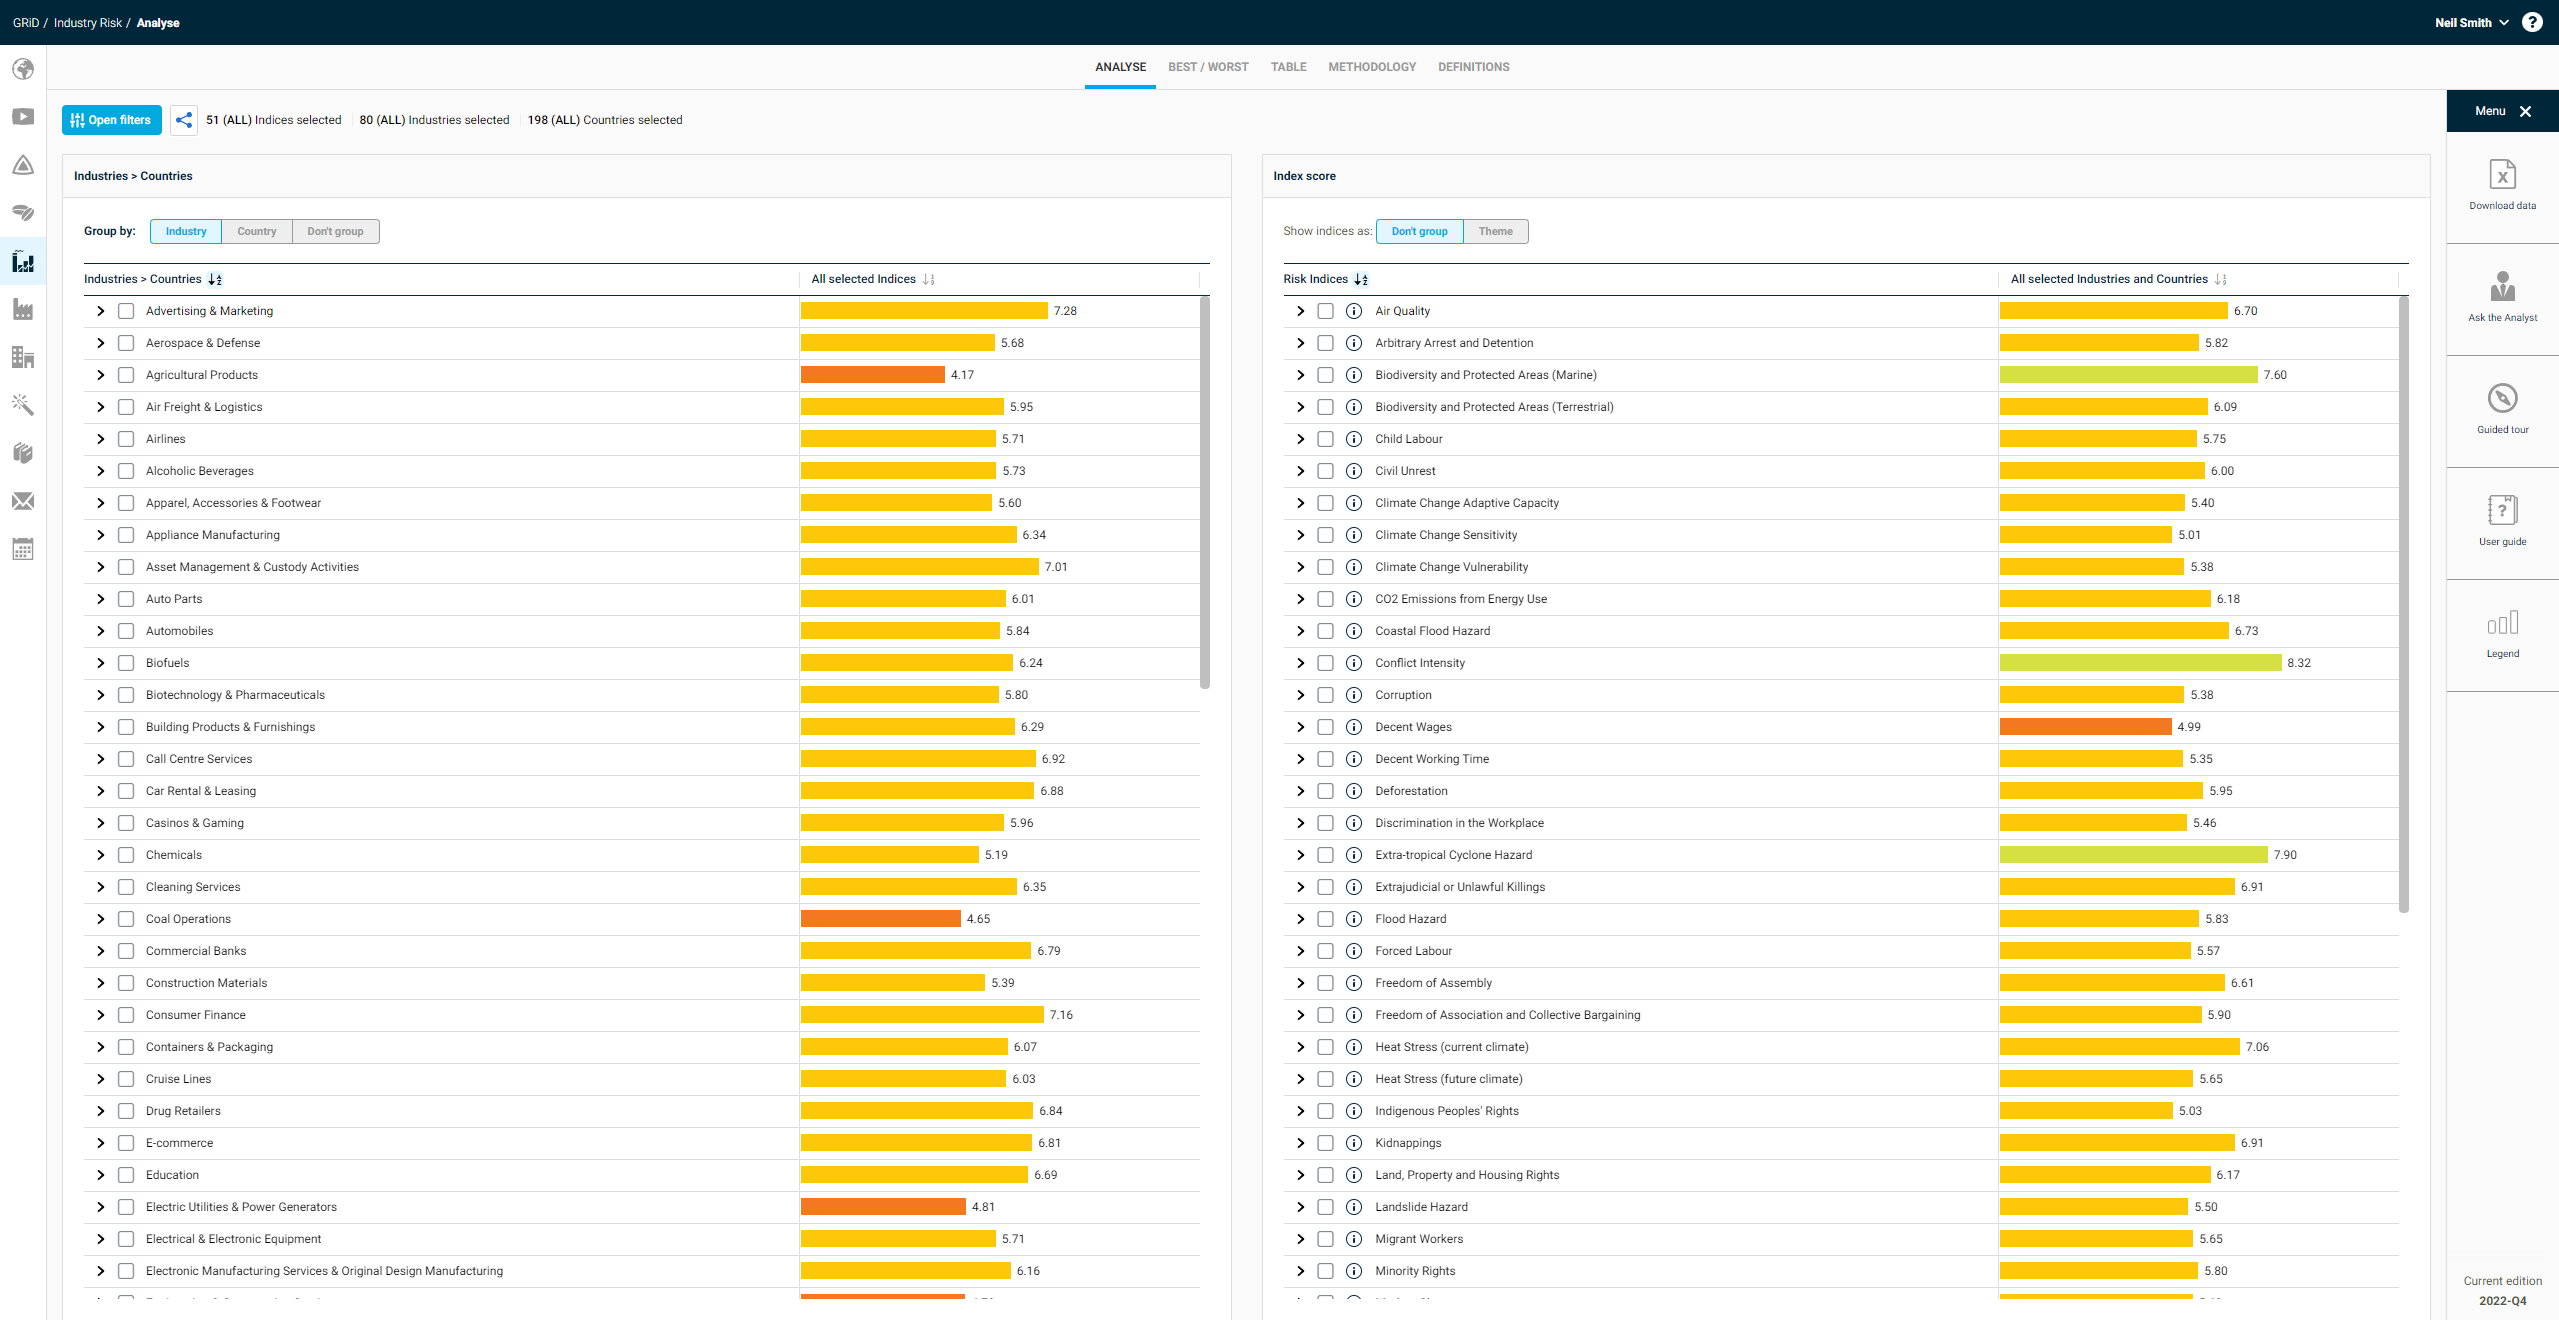 GRiD / Industry Risk / Analyse
Neil Smith
?
ANALYSE BEST / WORST TABLE METHODOLOGY DEFINITIONS
Open filters 51 (ALL) Indices selected 80 (ALL) Industries selected 198 (ALL) Countries selected
Menu
Industries > Countries
Group by: Industry Country Don't group
Industries > Countries All selected Indices
Advertising & Marketing 7.28
Aerospace & Defense 5.68
Agricultural Products 4.17
Air Freight & Logistics 5.95
Airlines 5.71
Alcoholic Beverages 5.73
Apparel, Accessories & Footwear 5.60
Appliance Manufacturing 6.34
Asset Management & Custody Activities 7.01
Auto Parts 6.01
Automobiles 5.84
Biofuels 6.24
Biotechnology & Pharmaceuticals 5.80
Building Products & Furnishings 6.29
Call Centre Services 6.92
Car Rental & Leasing 6.88
Casinos & Gaming 5.96
Chemicals 5.19
Cleaning Services 6.35
Coal Operations 4.65
Commercial Banks 6.79
Construction Materials 5.39
Consumer Finance 7.16
Containers & Packaging 6.07
Cruise Lines 6.03
Drug Retailers 6.84
E-commerce 6.81
Education 6.69
Electric Utilities & Power Generators 4.81
Electrical & Electronic Equipment 5.71
Electronic Manufacturing Services & Original Design Manufacturing 6.16
Index score
Show indices as: Don't group Theme
Risk Indices All selected Industries and Countries
Air Quality 6.70
Arbitrary Arrest and Detention 5.82
Biodiversity and Protected Areas (Marine) 7.60
Biodiversity and Protected Areas (Terrestrial) 6.09
Child Labour 5.75
Civil Unrest 6.00
Climate Change Adaptive Capacity 5.40
Climate Change Sensitivity 5.01
Climate Change Vulnerability 5.38
CO2 Emissions from Energy Use 6.18
Coastal Flood Hazard 6.73
Conflict Intensity 8.32
Corruption 5.38
Decent Wages 4.99
Decent Working Time 5.35
Deforestation 5.95
Discrimination in the Workplace 5.46
Extra-tropical Cyclone Hazard 7.90
Extrajudicial or Unlawful Killings 6.91
Flood Hazard 5.83
Forced Labour 5.57
Freedom of Assembly 6.61
Freedom of Association and Collective Bargaining 5.90
Heat Stress (current climate) 7.06
Heat Stress (future climate) 5.65
Indigenous Peoples' Rights 5.03
Kidnappings 6.91
Land, Property and Housing Rights 6.17
Landslide Hazard 5.50
Migrant Workers 5.65
Minority Rights 5.80
Download data
Ask the Analyst
Guided tour
User guide
Legend
Current edition
2022-Q4